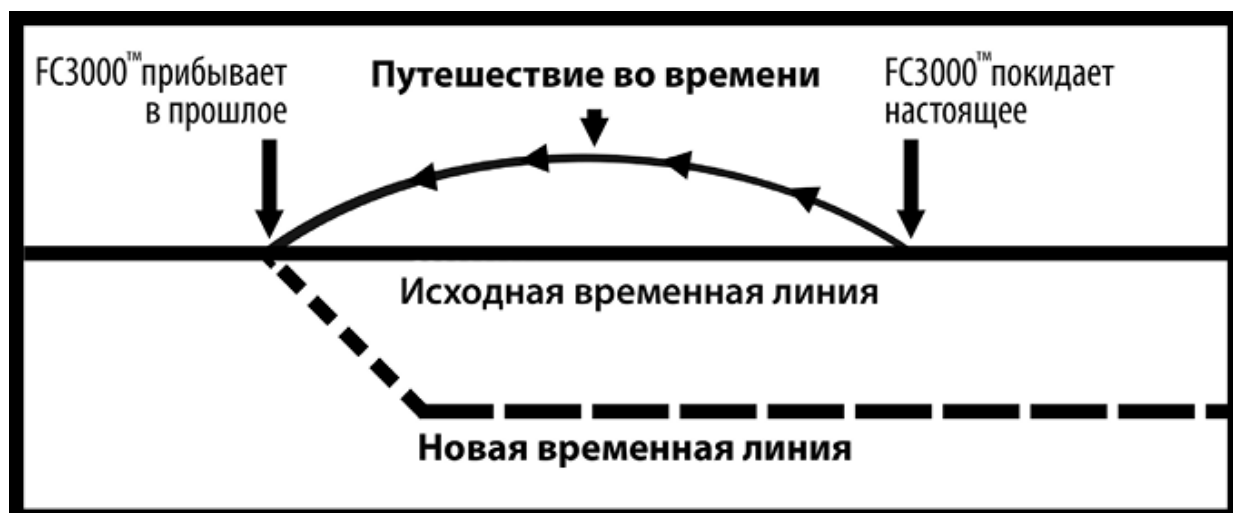 FC3000™прибывает
в прошлое
Путешествие во времени
FC3000™покидает
настоящее
Исходная временная линия
Новая временная линия